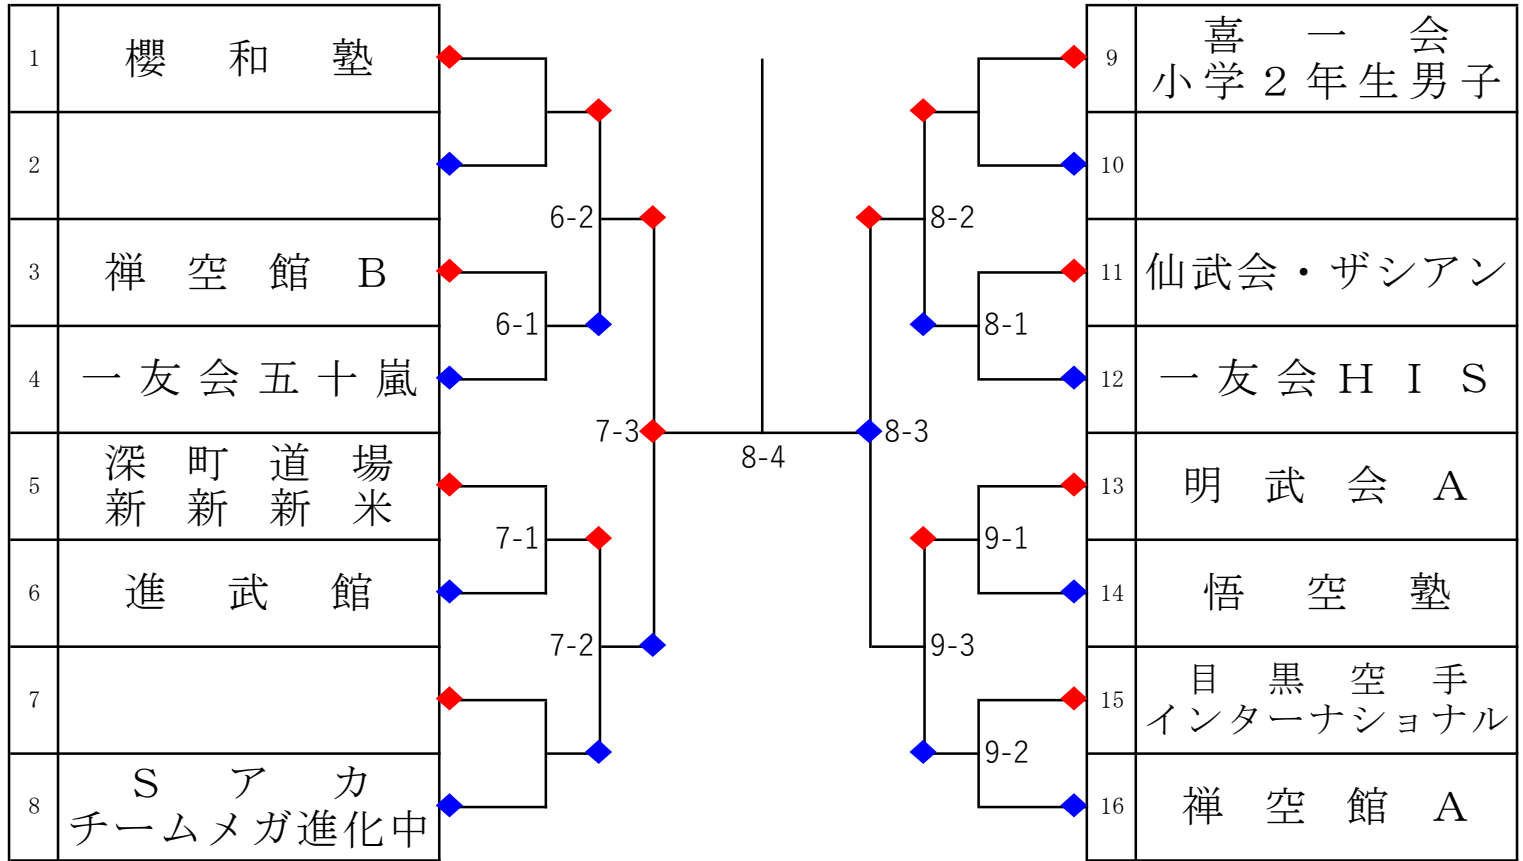 1 櫻和塾
2
3 禅空館B
4 一友会五十嵐
5 深町道場
新新新米
6 進武館
7
8 Sアカ
チームメガ進化中
6-2
6-1
7-3
7-1
7-2
8-4
8-2
8-1
8-3
9-1
9-3
9-2
9 喜一会
小学2年生男子
10
11 仙武会・ザシアン
12 一友会HIS
13 明武会A
14 悟空塾
15 目黒空手
インターナショナル
16 禅空館A